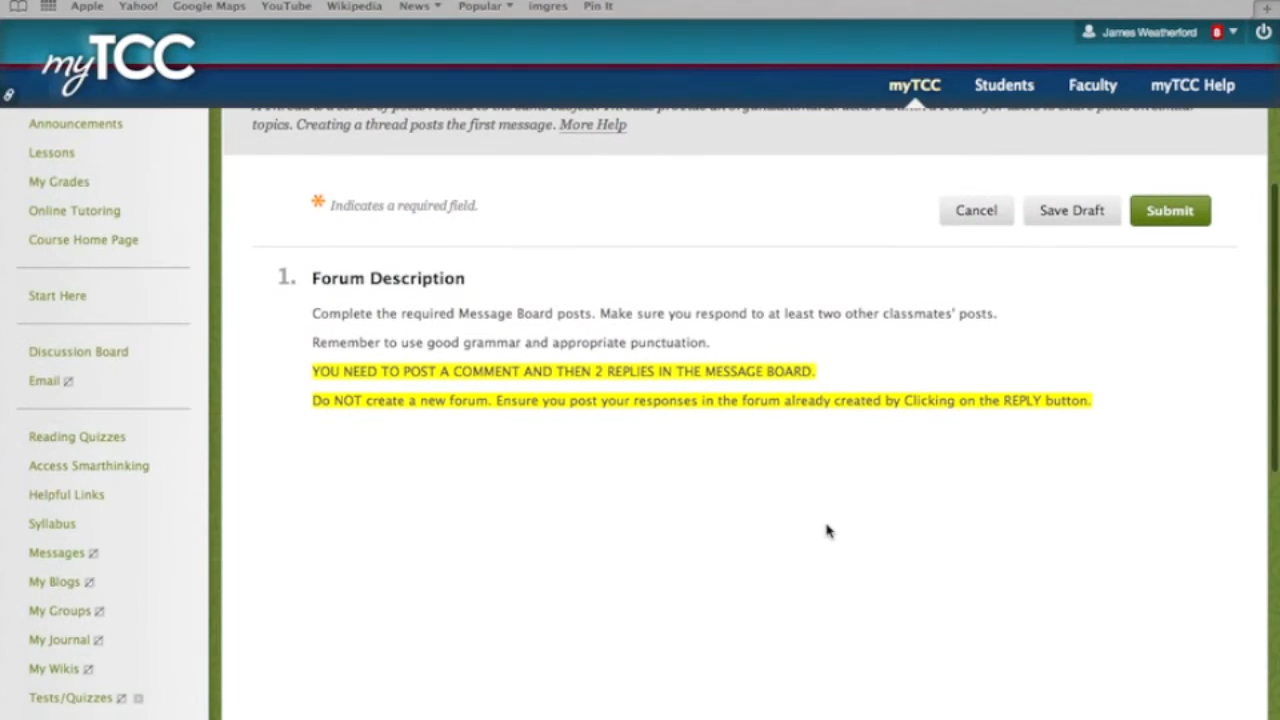 Apple Yahoo! Google Maps YouTube Wikipedia News Popular imgres Pin It
James Weatherford 8
myTCC
myTCC Students Faculty myTCC Help
topics. Creating a thread posts the first message. More Help
Announcements
Lessons
My Grades
Online Tutoring
Course Home Page
Start Here
Discussion Board
Email
Reading Quizzes
Access Smarthinking
Helpful Links
Syllabus
Messages
My Blogs
My Groups
My Journal
My Wikis
Tests/Quizzes
* Indicates a required field.
Cancel Save Draft Submit
1. Forum Description
Complete the required Message Board posts. Make sure you respond to at least two other classmates' posts.
Remember to use good grammar and appropriate punctuation.
YOU NEED TO POST A COMMENT AND THEN 2 REPLIES IN THE MESSAGE BOARD.
Do NOT create a new forum. Ensure you post your responses in the forum already created by Clicking on the REPLY button.